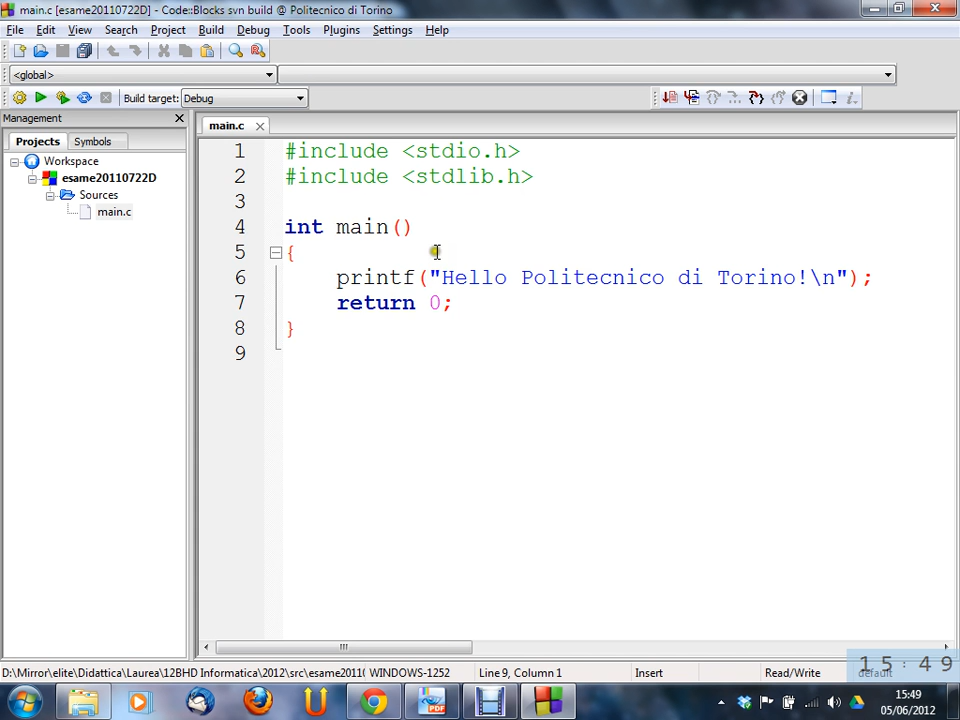 main.c [esame20110722D] - Code::Blocks svn build @ Politecnico di Torino
File Edit View Search Project Build Debug Tools Plugins Settings Help
<global>
Build target: Debug
Management
main.c
Projects Symbols
Workspace
esame20110722D
Sources
main.c
1 #include <stdio.h>
2 #include <stdlib.h>
3
4 int main()
5 {
6 printf("Hello Politecnico di Torino!\n");
7 return 0;
8 }
9
D:\Mirror\elite\Didattica\Laurea\12BHD Informatica\2012\src\esame2011 WINDOWS-1252 Line 9, Column 1 Insert Read/Write default
15:49
PDF
15:49
05/06/2012